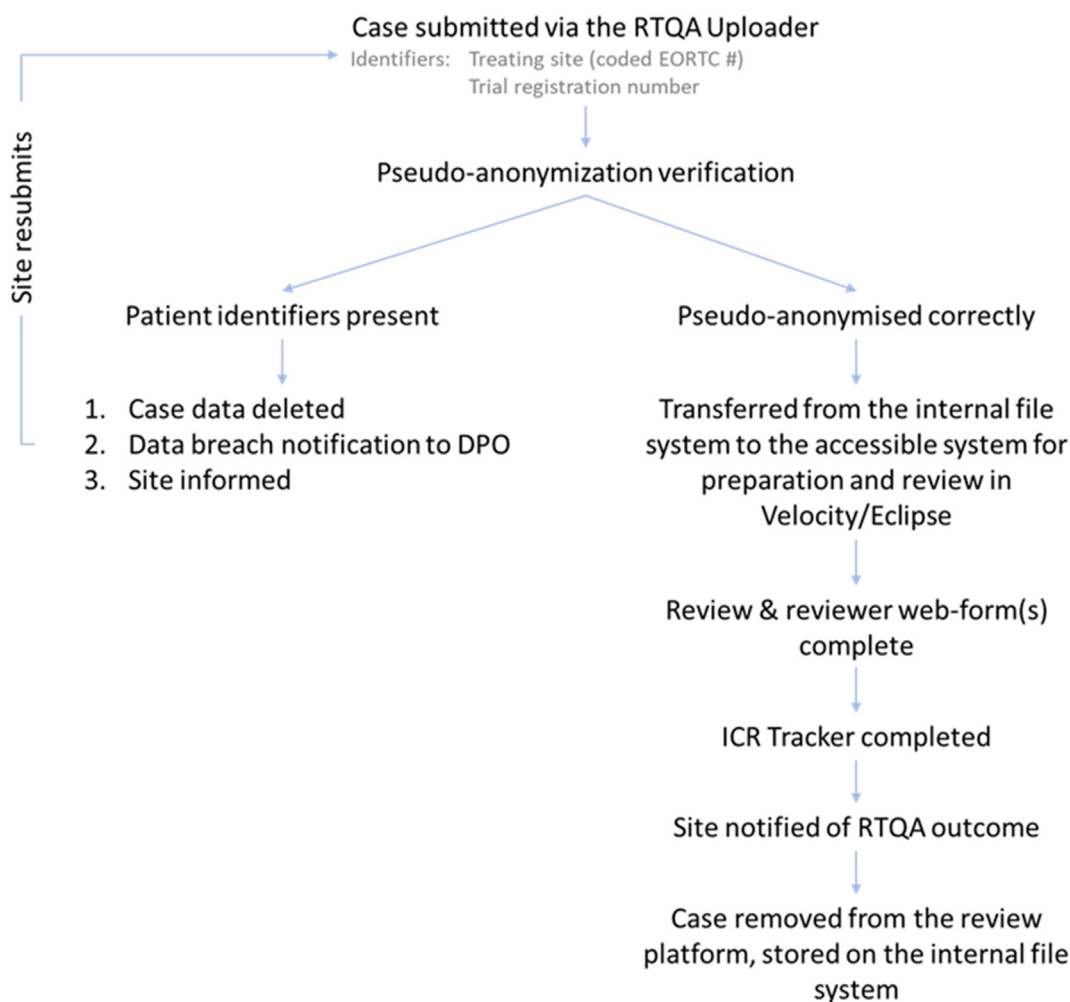 Case submitted via the RTQA Uploader
Identifiers: Treating site (coded EORTC #)
Trial registration number
Site resubmits
Pseudo-anonymization verification
Patient identifiers present
1. Case data deleted
2. Data breach notification to DPO
3. Site informed
Pseudo-anonymised correctly
Transferred from the internal file
system to the accessible system for
preparation and review in
Velocity/Eclipse
Review & reviewer web-form(s)
complete
ICR Tracker completed
Site notified of RTQA outcome
Case removed from the review
platform, stored on the internal file
system